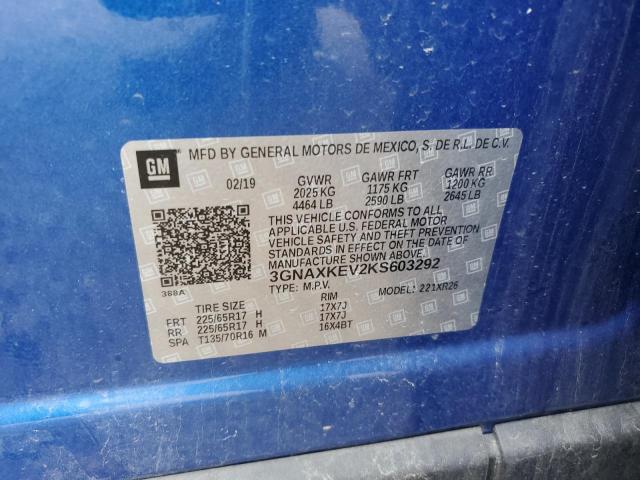 GM MFD BY GENERAL MOTORS DE MEXICO, S. DE R.L. DE C.V.
02/19 GVWR GAWR FRT GAWR RR
2025 KG 1175 KG 1200 KG
4464 LB 2590 LB 2645 LB
THIS VEHICLE CONFORMS TO ALL
APPLICABLE U.S. FEDERAL MOTOR
VEHICLE SAFETY AND THEFT PREVENTION
STANDARDS IN EFFECT ON THE DATE OF
MANUFACTURE SHOWN ABOVE.
3GNAXKEV2KS603292
388A TYPE: M.P.V. MODEL: 221XR26
TIRE SIZE RIM
FRT 225/65R17 H 17X7J
RR 225/65R17 H 17X7J
SPA T135/70R16 M 16X4BT